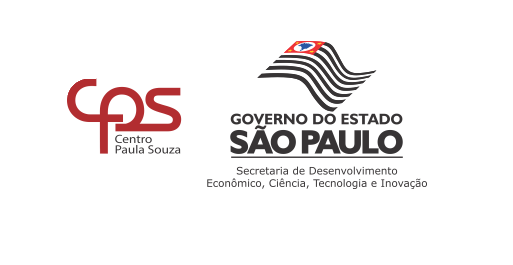 cps
Centro
Paula Souza
GOVERNO DO ESTADO
SÃO PAULO
Secretaria de Desenvolvimento
Econômico, Ciência, Tecnologia e Inovação